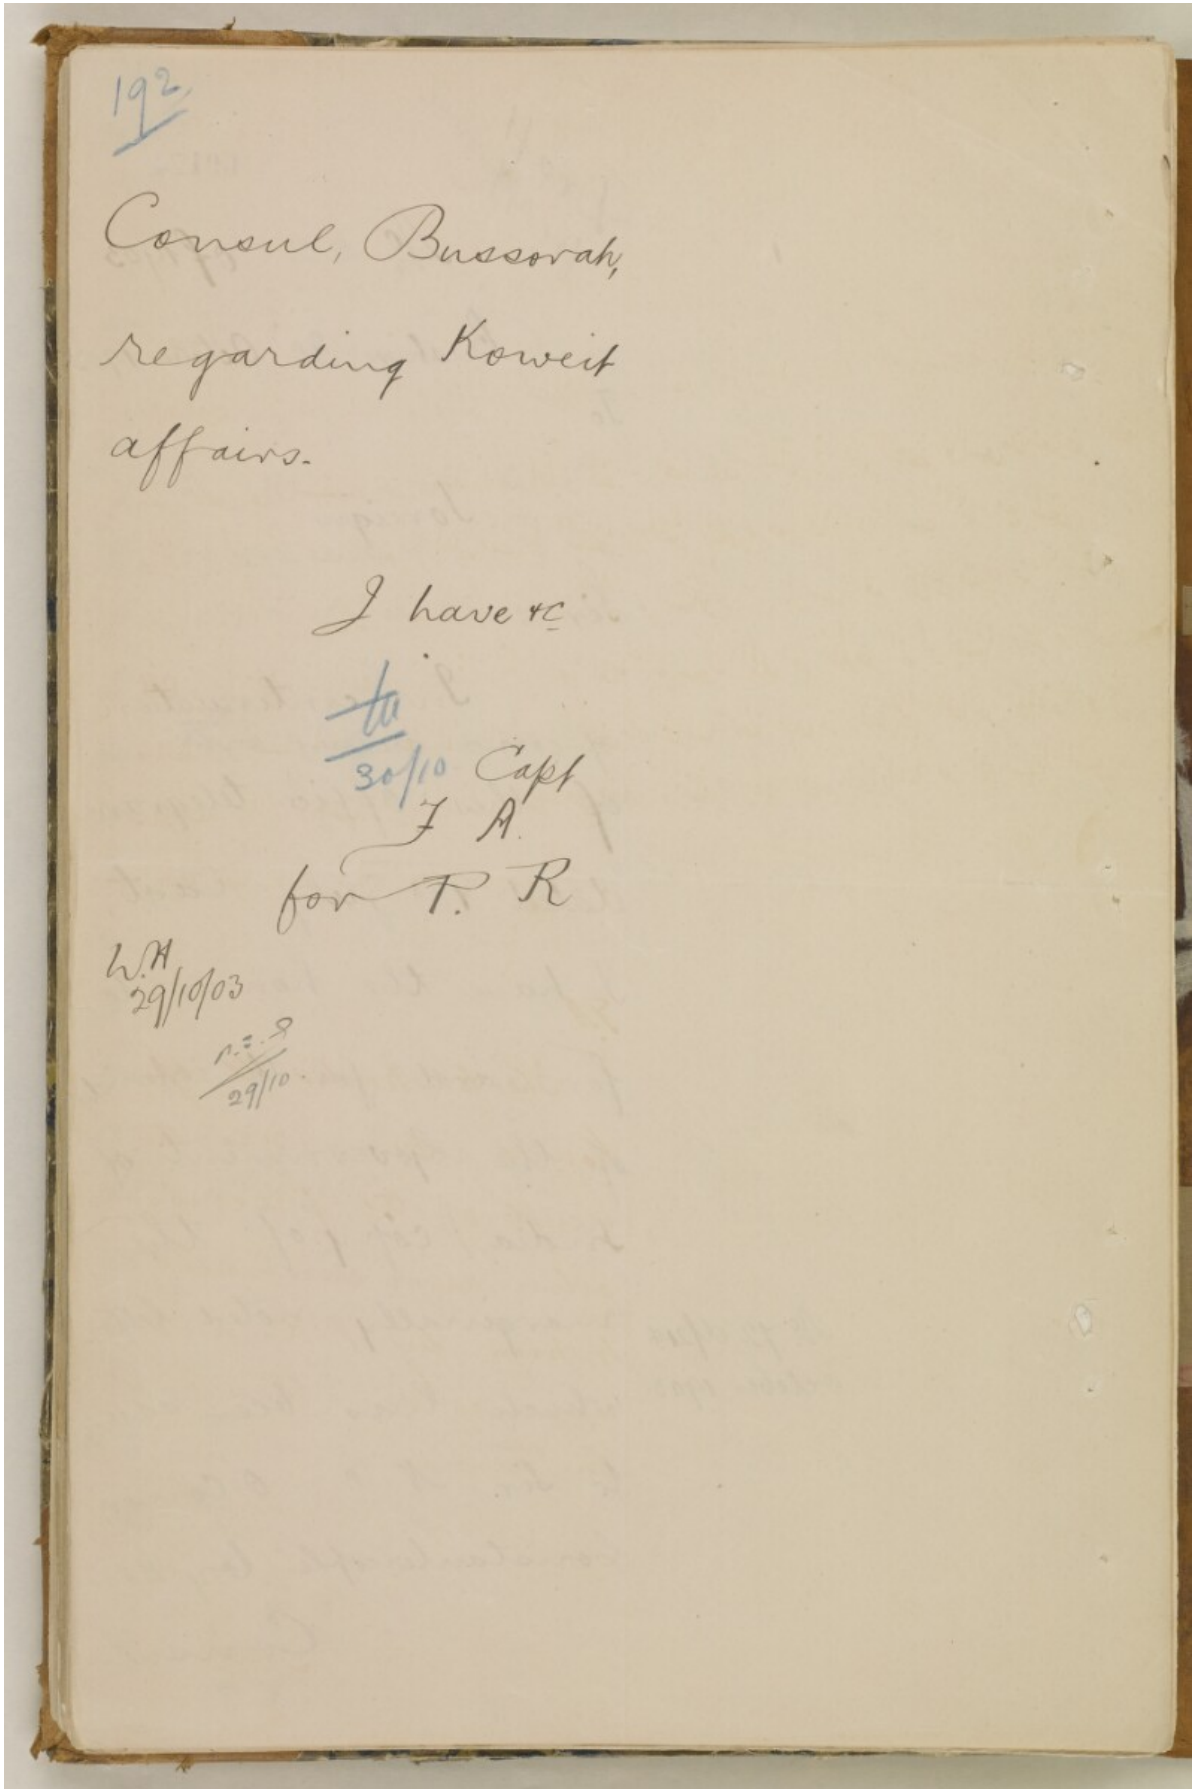 192
Consul, Bussorah,
regarding Koweit
affairs.
I have &c
30/10 Capt
F A.
for P. R
W.H
29/10/03
29/10.